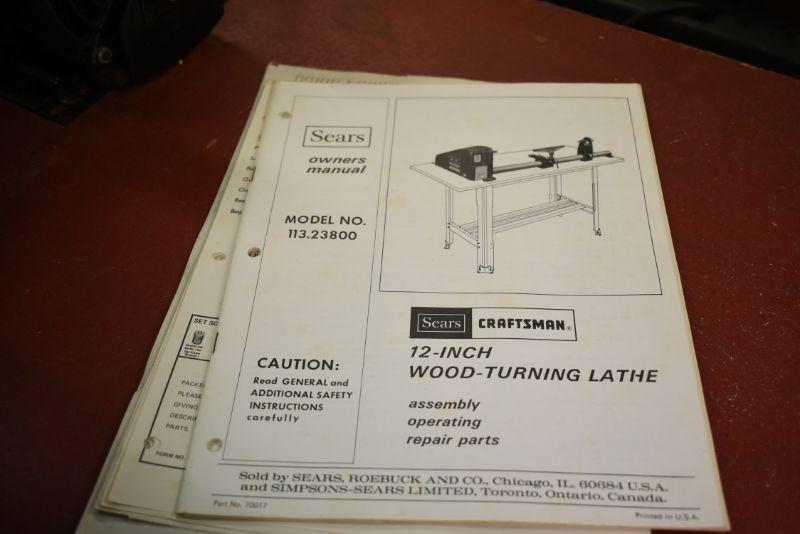 Sears
owners
manual
MODEL NO.
113.23800
CAUTION:
Read GENERAL and
ADDITIONAL SAFETY
INSTRUCTIONS
carefully
Sears CRAFTSMAN®
12-INCH
WOOD-TURNING LATHE
assembly
operating
repair parts
Sold by SEARS, ROEBUCK AND CO., Chicago, IL. 60684 U.S.A.
and SIMPSONS-SEARS LIMITED, Toronto, Ontario, Canada.
Part No. 70017
Printed in U.S.A.
SET SC
PACKE
PLEASE
GIVING
DESCRI
PARTS.
FORM NO.